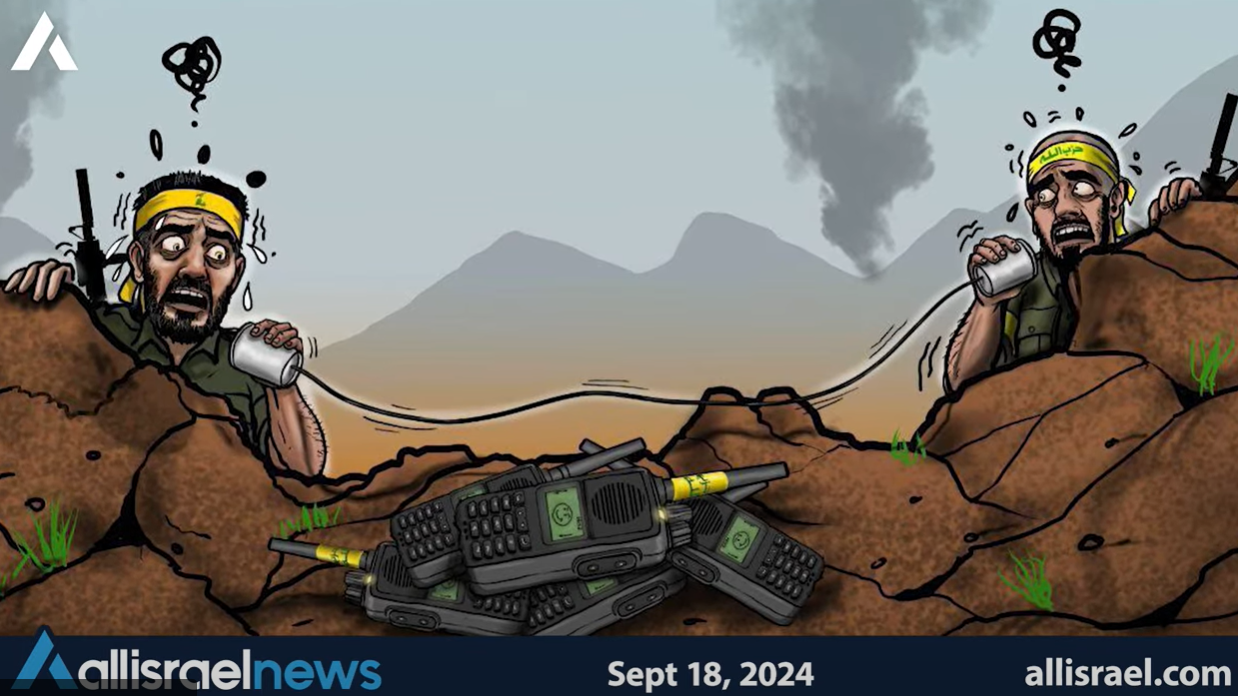 حزب الله
allisraelnews
Sept 18, 2024
allisrael.com